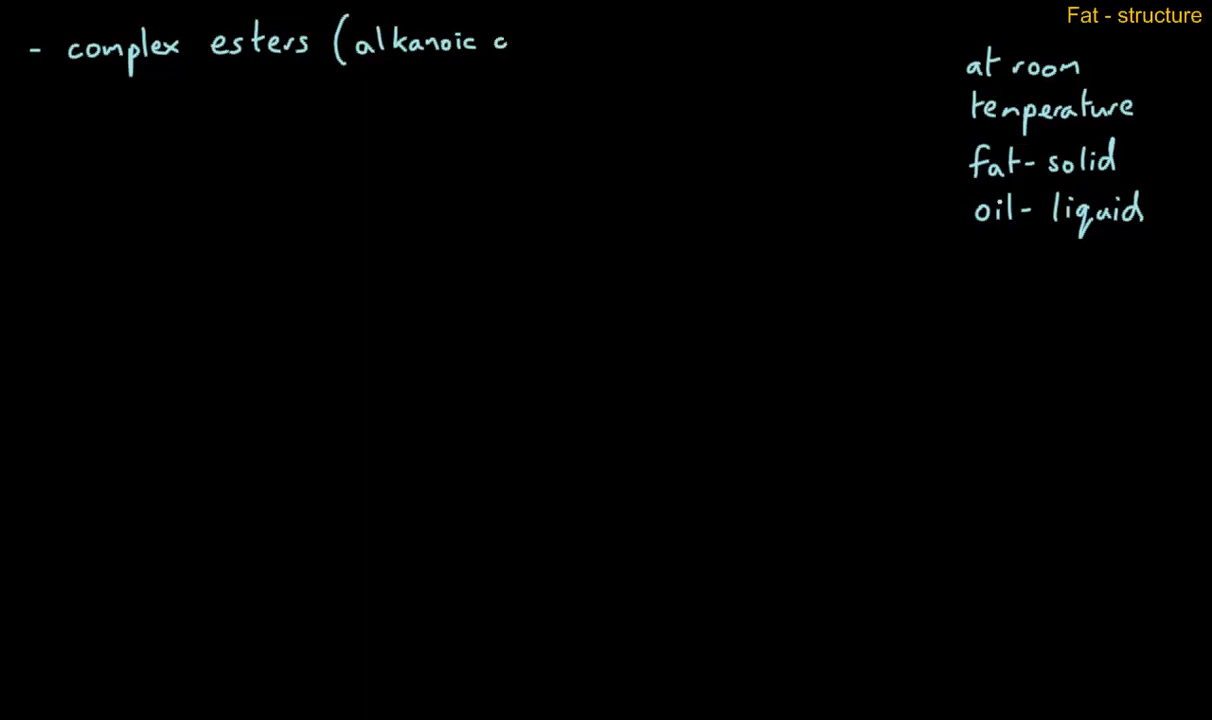 Fat - structure
- complex esters (alkanoic
at room
temperature
fat- solid
oil- liquid